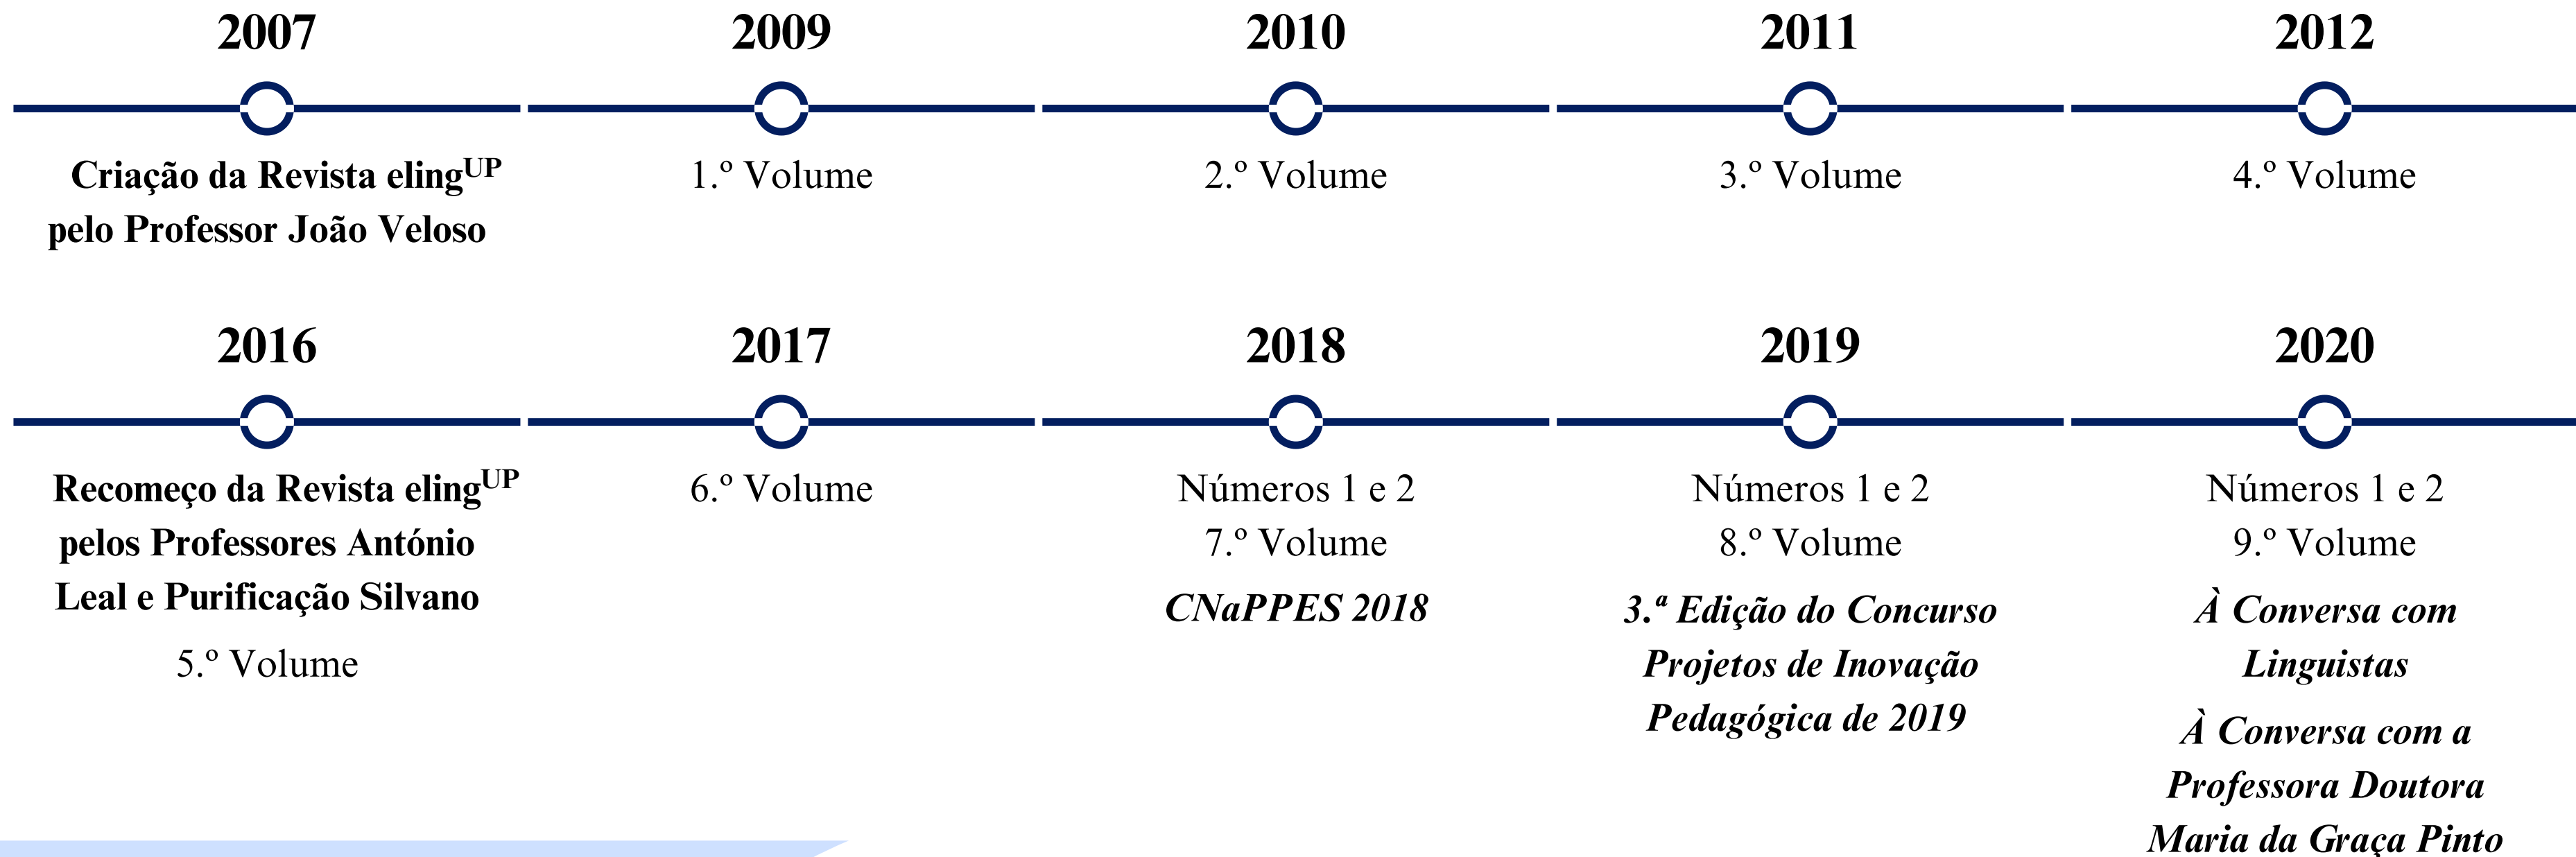 2007
2009
2010
2011
2012
Criação da Revista elingUP
pelo Professor João Veloso
1.º Volume
2.º Volume
3.º Volume
4.º Volume
2016
2017
2018
2019
2020
Recomeço da Revista elingUP
pelos Professores António
Leal e Purificação Silvano
5.º Volume
6.º Volume
Números 1 e 2
7.º Volume
CNaPPES 2018
Números 1 e 2
8.º Volume
3.ª Edição do Concurso
Projetos de Inovação
Pedagógica de 2019
Números 1 e 2
9.º Volume
À Conversa com
Linguistas
À Conversa com a
Professora Doutora
Maria da Graça Pinto